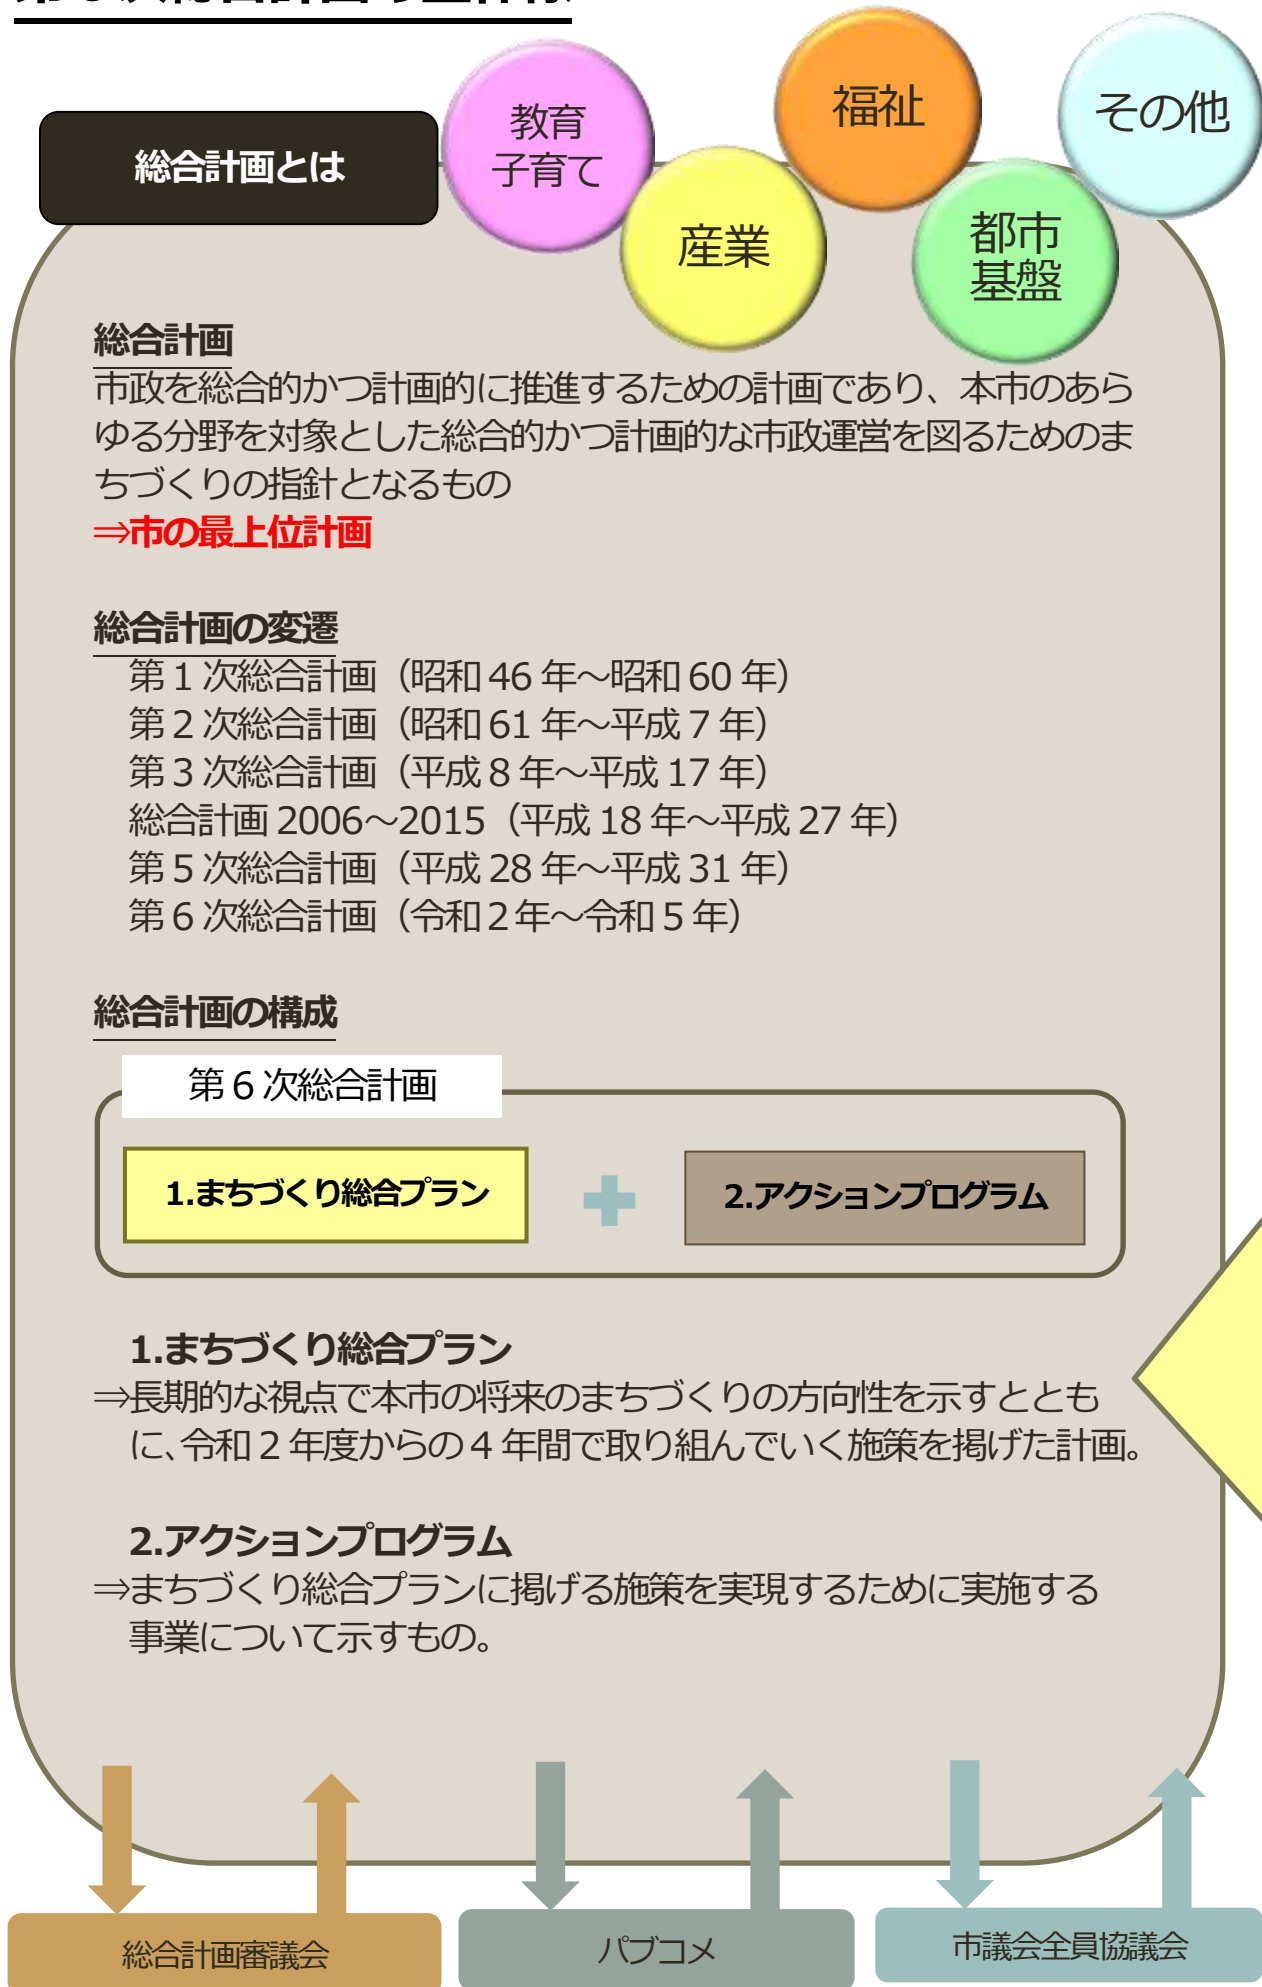 総合計画とは
教育
子育て
産業
福祉
都市
基盤
その他
総合計画
市政を総合的かつ計画的に推進するための計画であり、本市のあら
ゆる分野を対象とした総合的かつ計画的な市政運営を図るためのま
ちづくりの指針となるもの
⇒市の最上位計画
総合計画の変遷
第1次総合計画（昭和46年～昭和60年）
第2次総合計画（昭和61年～平成7年）
第3次総合計画（平成8年～平成17年）
総合計画2006～2015（平成18年～平成27年）
第5次総合計画（平成28年～平成31年）
第6次総合計画（令和2年～令和5年）
総合計画の構成
第6次総合計画
1.まちづくり総合プラン
2.アクションプログラム
1.まちづくり総合プラン
⇒長期的な視点で本市の将来のまちづくりの方向性を示すととも
に、令和2年度からの4年間で取り組んでいく施策を掲げた計画。
2.アクションプログラム
⇒まちづくり総合プランに掲げる施策を実現するために実施する
事業について示すもの。
総合計画審議会
パブコメ
市議会全員協議会